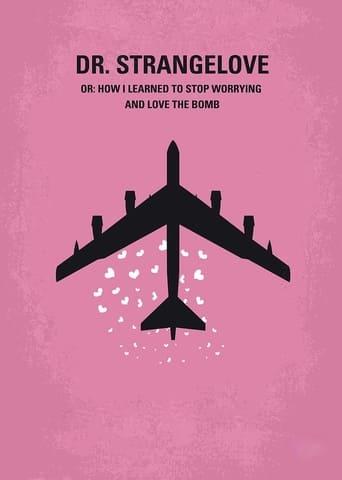 DR. STRANGELOVE
OR: HOW I LEARNED TO STOP WORRYING
AND LOVE THE BOMB